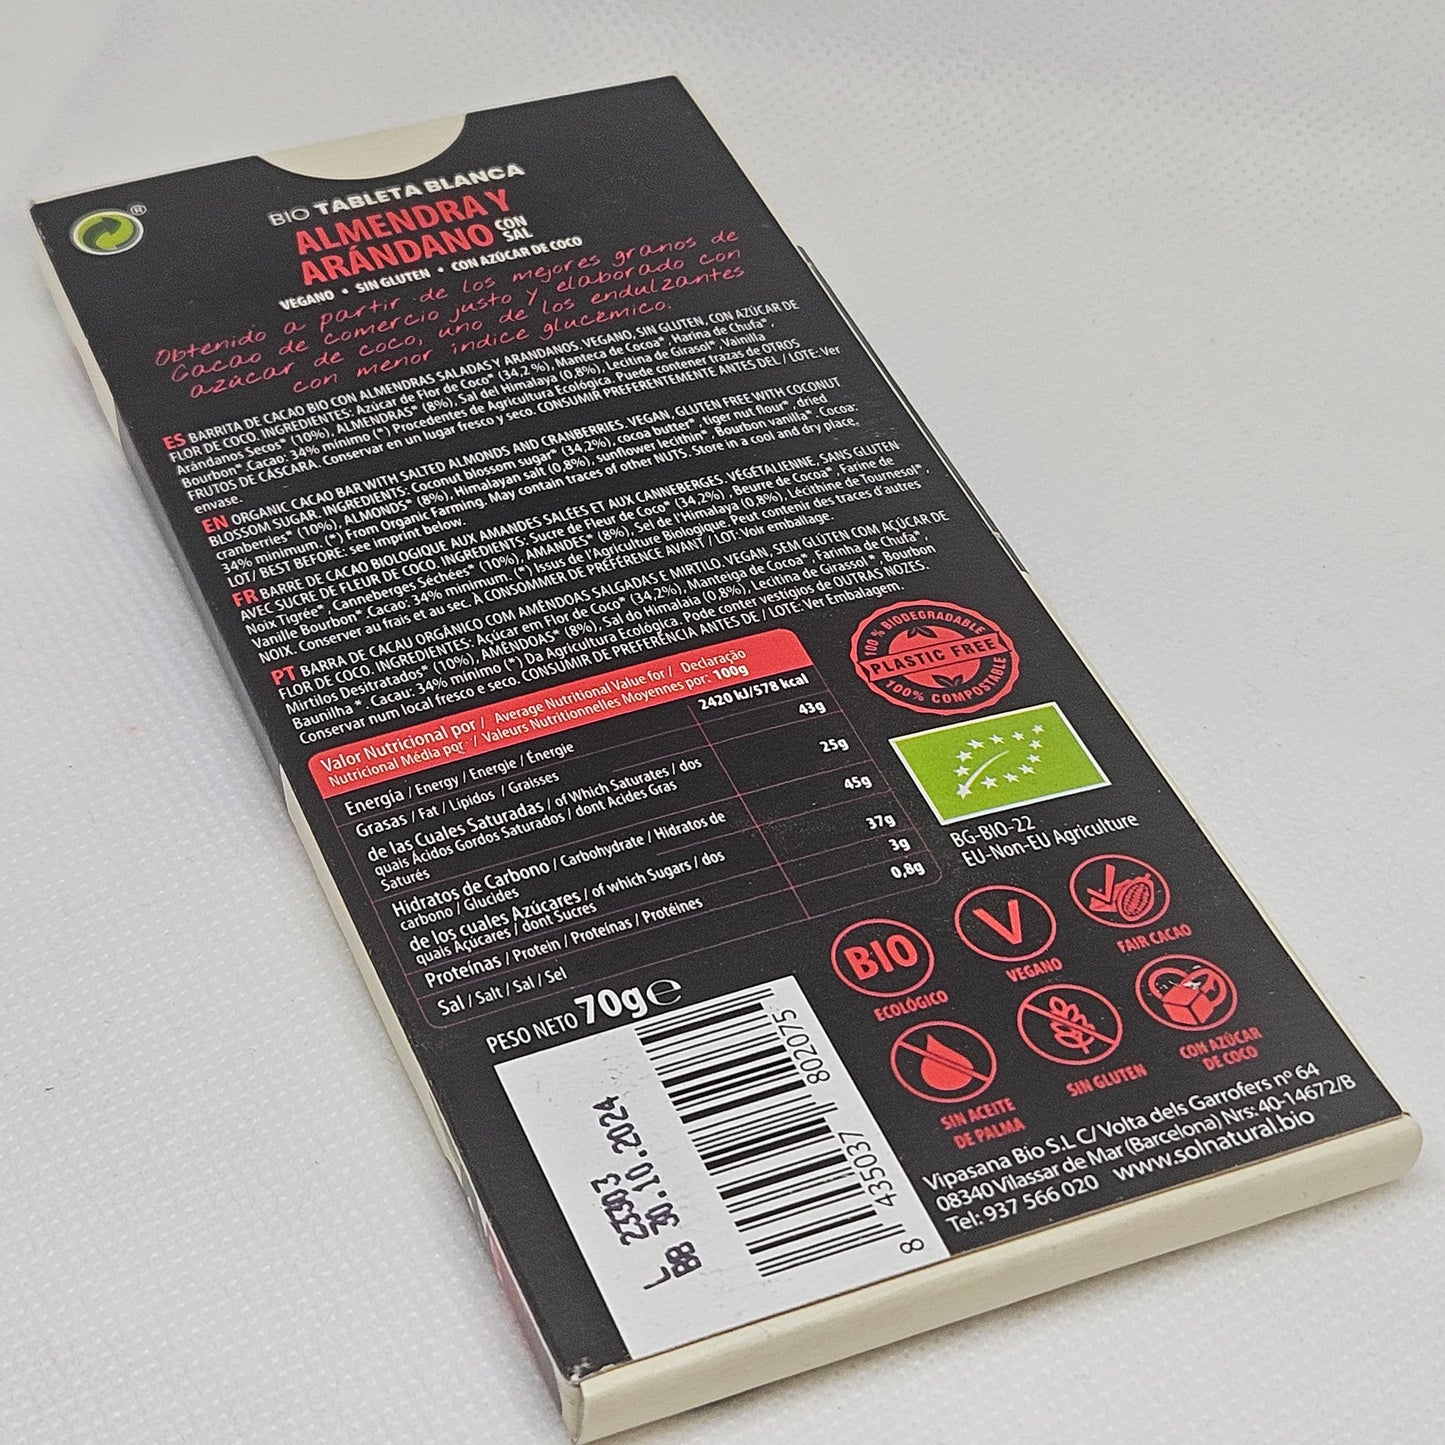 ®
BIO TABLETA BLANCA
ALMENDRA Y
ARÁNDANO CON SAL
VEGANO • SIN GLUTEN • CON AZÚCAR DE COCO
Obtenido a partir de los mejores granos de
Cacao de comercio justo y elaborado con
azúcar de coco, uno de los endulzantes
con menor índice glucémico.
ES BARRITA DE CACAO BIO CON ALMENDRAS SALADAS Y ARANDANOS. VEGANO, SIN GLUTEN, CON AZÚCAR DE
FLOR DE COCO. INGREDIENTES: Azúcar de Flor de Coco* (34,2 %), Manteca de Cocoa*, Harina de Chufa*,
Arándanos Secos* (10%), ALMENDRAS* (8%), Sal del Himalaya (0,8%), Lecitina de Girasol*, Vainilla
Bourbon*. Cacao: 34% mínimo (*) Procedentes de Agricultura Ecológica. Puede contener trazas de OTROS
FRUTOS DE CÁSCARA. Conservar en un lugar fresco y seco. CONSUMIR PREFERENTEMENTE ANTES DEL / LOTE: Ver
envase.
EN ORGANIC CACAO BAR WITH SALTED ALMONDS AND CRANBERRIES. VEGAN, GLUTEN FREE WITH COCONUT
BLOSSOM SUGAR. INGREDIENTS: Coconut blossom sugar* (34,2%), cocoa butter*, tiger nut flour*, dried
cranberries* (10%), ALMONDS* (8%), Himalayan salt (0,8%), sunflower lecithin*, Bourbon vanilla*. Cocoa:
34% minimum. (*) From Organic Farming. May contain traces of other NUTS. Store in a cool and dry place.
LOT/ BEST BEFORE: see imprint below.
FR BARRE DE CACAO BIOLOGIQUE AUX AMANDES SALÉES ET AUX CANNEBERGES. VÉGÉTALIENNE, SANS GLUTEN
AVEC SUCRE DE FLEUR DE COCO. INGREDIENTS: Sucre de Fleur de Coco* (34,2%), Beurre de Cacao*, Farine de
Noix Tigrée*, Canneberges Séchées* (10%), AMANDES* (8%), Sel de l'Himalaya (0,8%), Lécithine de Tournesol*,
Vanille Bourbon*. Cacao: 34% minimum. (*) Issus de l'Agriculture Biologique. Peut contenir des traces d'autres
NOIX. Conserver au frais et au sec. À CONSOMMER DE PRÉFÉRENCE AVANT / LOT: Voir emballage.
PT BARRA DE CACAU ORGÁNICO COM AMÊNDOAS SALGADAS E MIRTILO. VEGAN, SEM GLÚTEN COM AÇUCAR DE
FLOR DE COCO. INGREDIENTES: Açúcar em Flor de Coco* (34,2%), Manteiga de Cocoa*, Farinha de Chufa*,
Mirtilos Desitratados* (10%), AMÊNDOAS* (8%), Sal do Himalaia (0,8%), Lecitina de Girassol*, Bourbon
Baunilha*. Cacau: 34% mínimo (*) Da Agricultura Ecológica. Pode conter vestígios de OUTRAS NOZES.
Conservar num local fresco e seco. CONSUMIR DE PREFERÊNCIA ANTES DE / LOTE: Ver Embalagem.
Valor Nutricional por / Average Nutritional Value for / Declaração
Nutricional Média por / Valeurs Nutritionnelles Moyennes por: 100g
Energía / Energy / Energie / Énergie 2420 kJ/578 kcal
Grasas / Fat / Lípidos / Graisses 43g
de las Cuales Saturadas / of Which Saturates / dos
quais Ácidos Gordos Saturados / dont Acides Gras
Saturés 25g
Hidratos de Carbono / Carbohydrate / Hidratos de
carbono / Glucides 45g
de los cuales Azúcares / of which Sugars / dos
quais Açúcares / dont Sucres 37g
Proteínas / Protein / Proteínas / Protéines 3g
Sal / Salt / Sal / Sel 0,8g
100 % BIODEGRADABLE
PLASTIC FREE
100% COMPOSTABLE
BG-BIO-22
EU-Non-EU Agriculture
BIO
ECOLÓGICO
V
VEGANO
FAIR CACAO
SIN ACEITE
DE PALMA
SIN GLUTEN
CON AZÚCAR
DE COCO
PESO NETO 70g e
L 23303
BB 30.10.2024
8 435037 802075
Vipasana Bio S.L C/ Volta dels Garrofers nº 64
08340 Vilassar de Mar (Barcelona) Nrs: 40-14672/B
Tel: 937 566 020 www.solnatural.bio